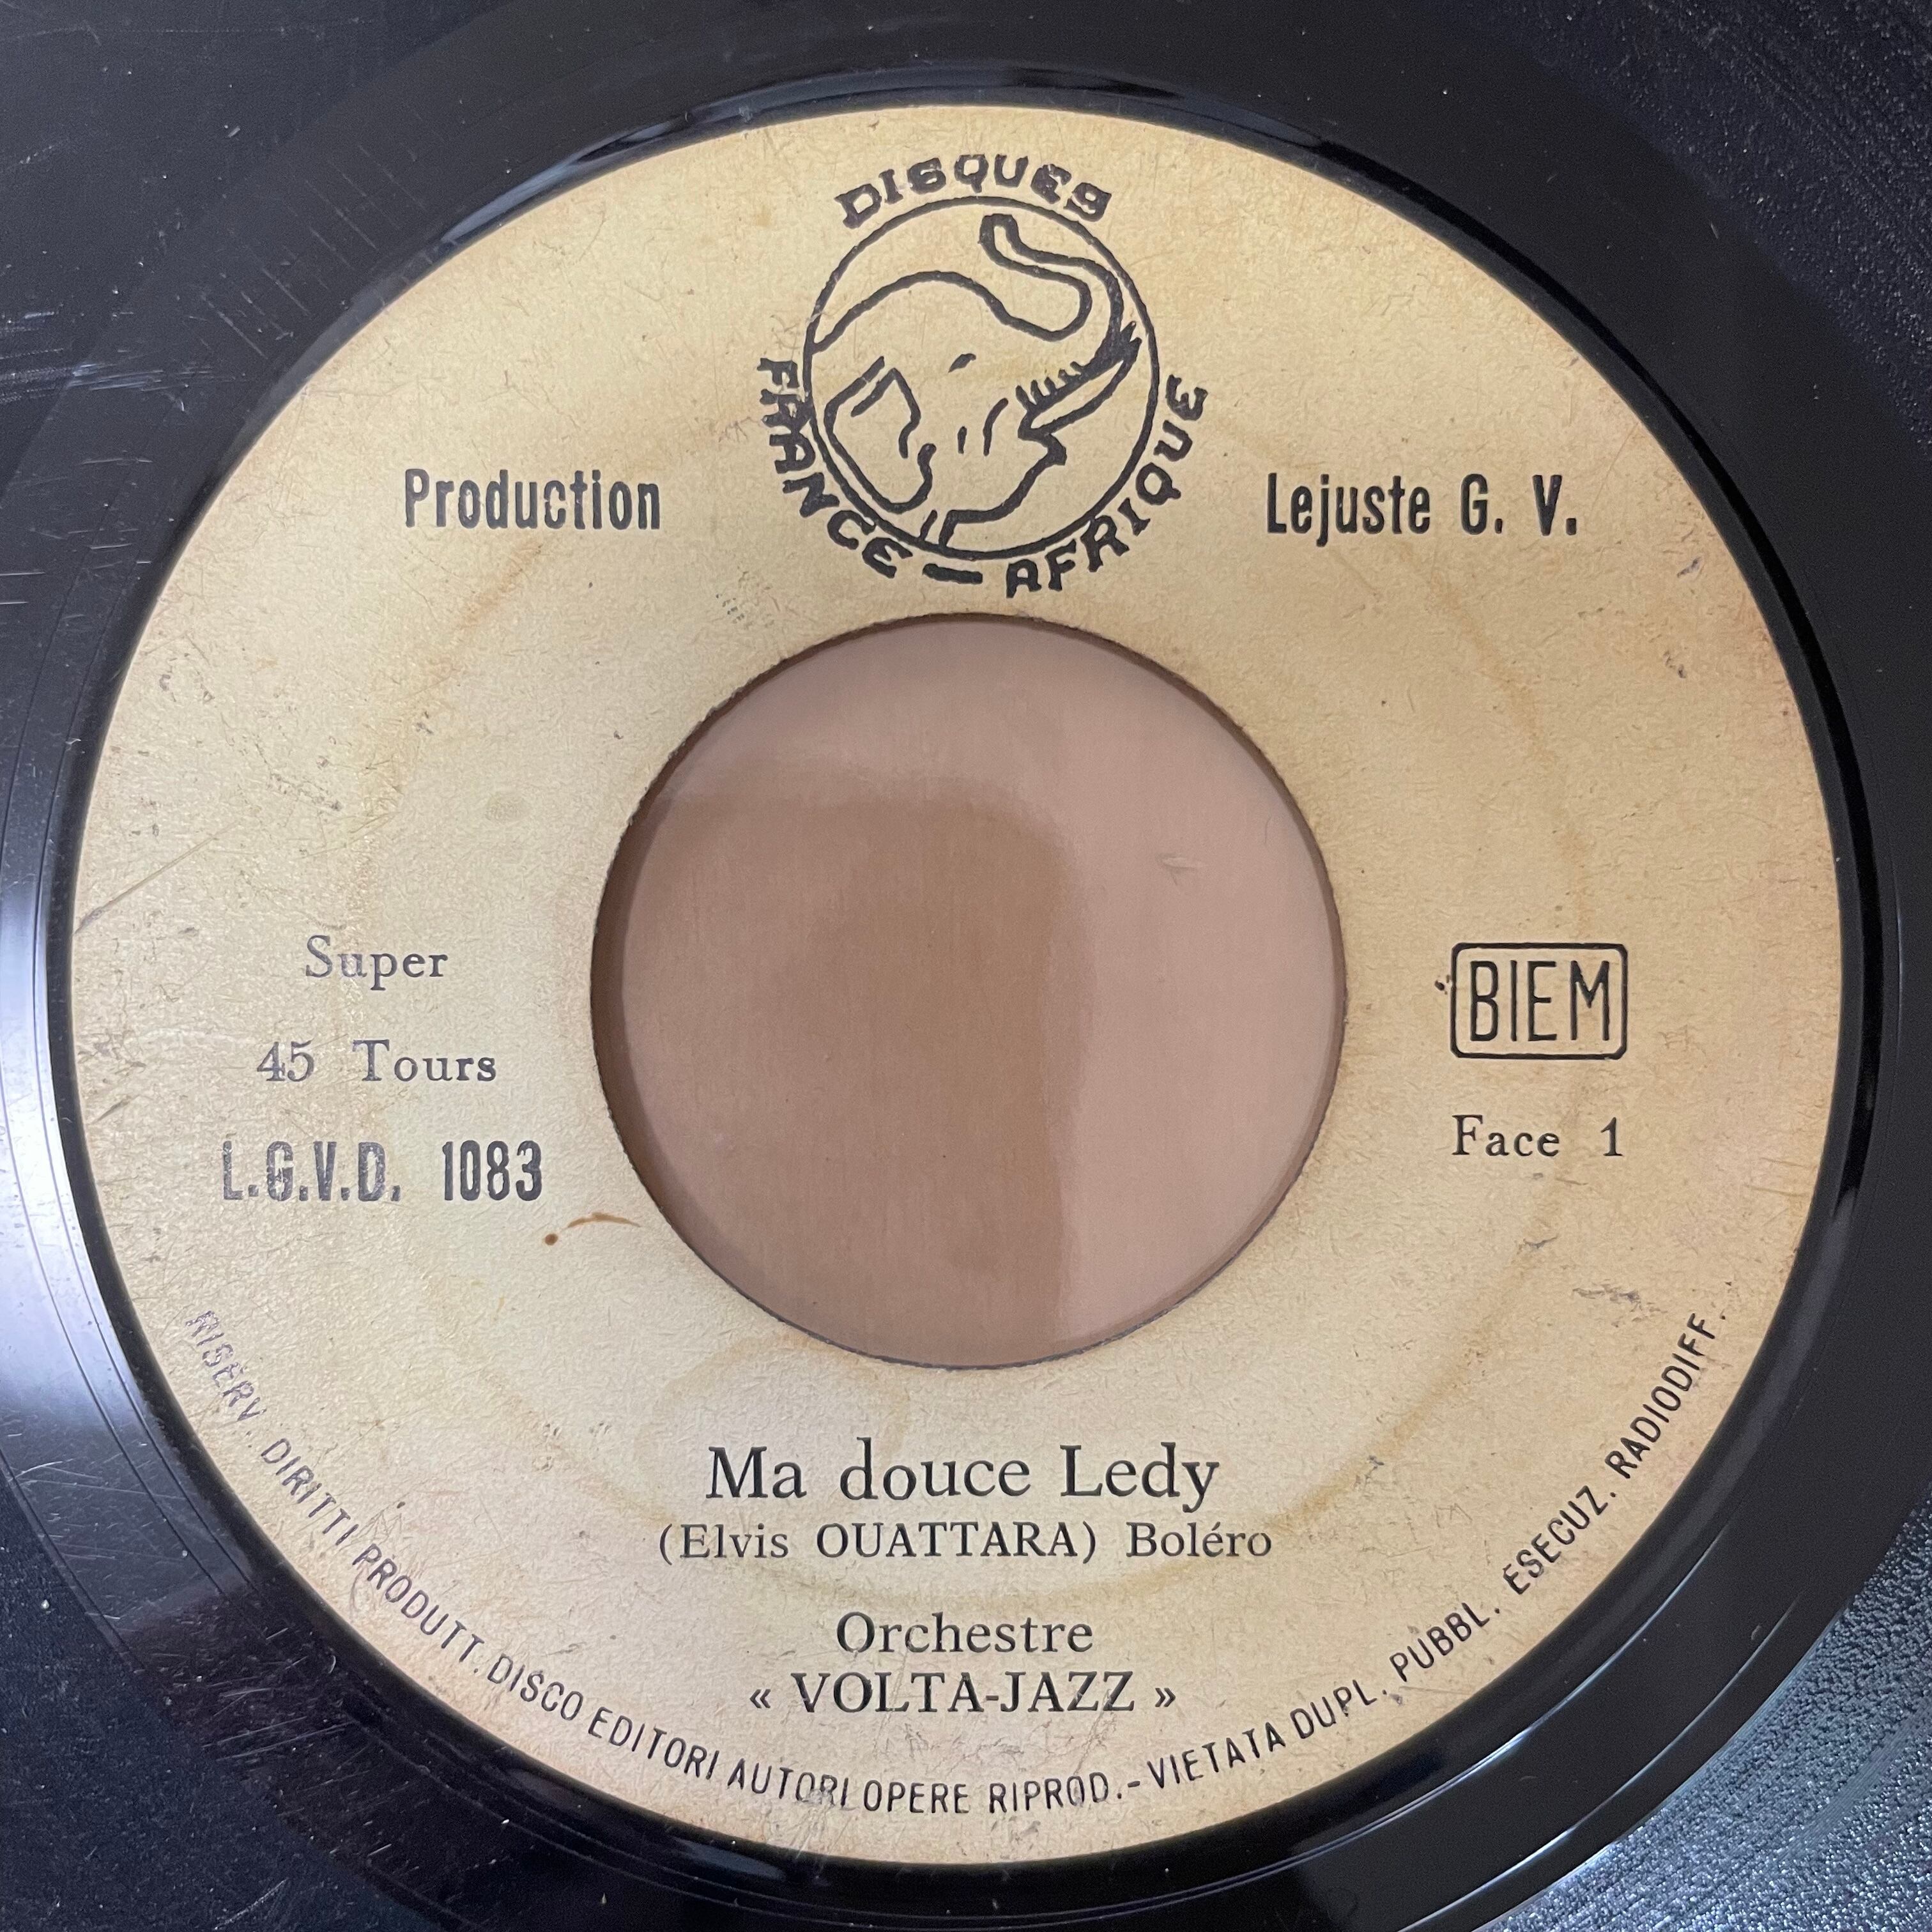 DISQUES
FRANCE — AFRIQUE
Production
Lejuste G. V.
Super
45 Tours
L.G.V.D. 1083
BIEM
Face 1
Ma douce Ledy
(Elvis OUATTARA) Boléro
Orchestre
« VOLTA-JAZZ »
RISERV. DIRITTI PRODUTT. DISCO EDITORI AUTORI OPERE RIPROD. - VIETATA DUPL. PUBBL. ESECUZ. RADIODIFF.